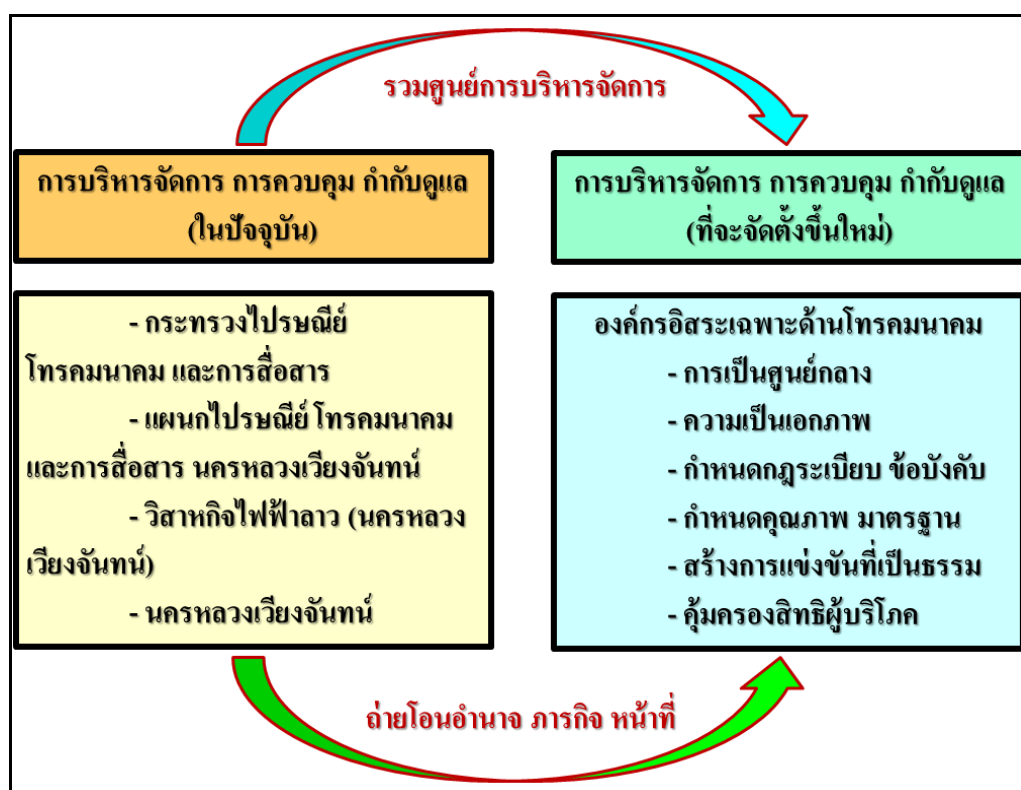 รวมศูนย์การบริหารจัดการ
การบริหารจัดการ การควบคุม กำกับดูแล
(ในปัจจุบัน)
การบริหารจัดการ การควบคุม กำกับดูแล
(ที่จะจัดตั้งขึ้นใหม่)
- กระทรวงไปรษณีย์
โทรคมนาคม และการสื่อสาร
- แผนกไปรษณีย์ โทรคมนาคม
และการสื่อสาร นครหลวงเวียงจันทน์
- วิสาหกิจไฟฟ้าลาว (นครหลวง
เวียงจันทน์)
- นครหลวงเวียงจันทน์
องค์กรอิสระเฉพาะด้านโทรคมนาคม
- การเป็นศูนย์กลาง
- ความเป็นเอกภาพ
- กำหนดกฎระเบียบ ข้อบังคับ
- กำหนดคุณภาพ มาตรฐาน
- สร้างการแข่งขันที่เป็นธรรม
- คุ้มครองสิทธิผู้บริโภค
ถ่ายโอนอำนาจ ภารกิจ หน้าที่